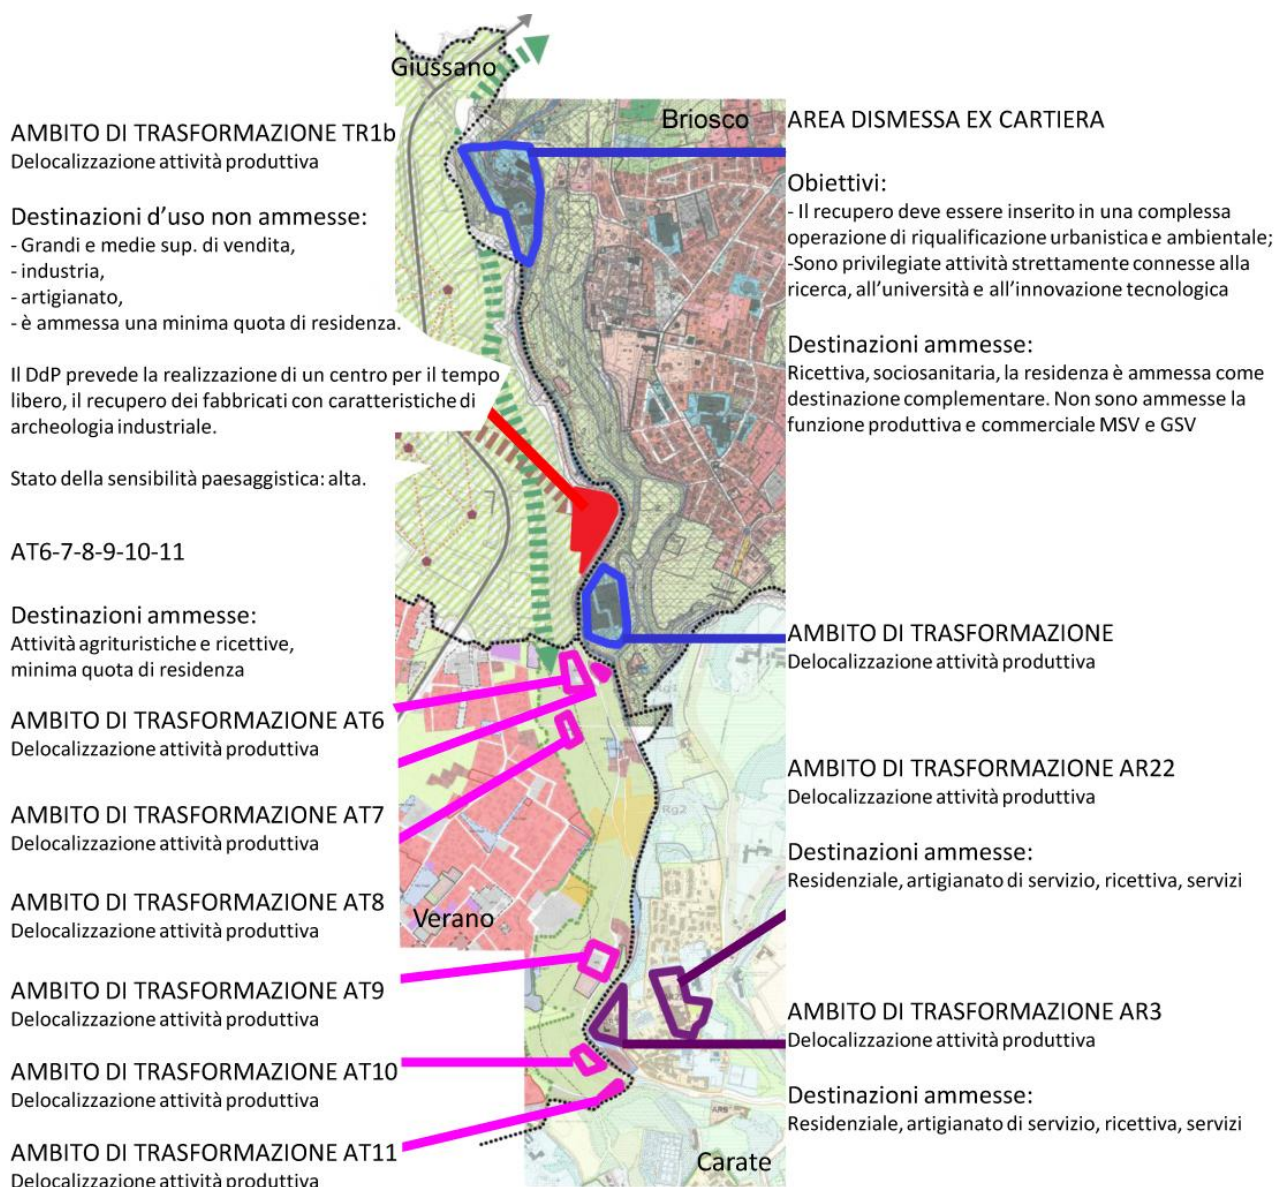 Giussano
Briosco
AMBITO DI TRASFORMAZIONE TR1b
Delocalizzazione attività produttiva
Destinazioni d'uso non ammesse:
- Grandi e medie sup. di vendita,
- industria,
- artigianato,
- è ammessa una minima quota di residenza.
Il DdP prevede la realizzazione di un centro per il tempo
libero, il recupero dei fabbricati con caratteristiche di
archeologia industriale.
Stato della sensibilità paesaggistica: alta.
AT6-7-8-9-10-11
Destinazioni ammesse:
Attività agrituristiche e ricettive,
minima quota di residenza
AMBITO DI TRASFORMAZIONE AT6
Delocalizzazione attività produttiva
AMBITO DI TRASFORMAZIONE AT7
Delocalizzazione attività produttiva
AMBITO DI TRASFORMAZIONE AT8
Delocalizzazione attività produttiva
AMBITO DI TRASFORMAZIONE AT9
Delocalizzazione attività produttiva
AMBITO DI TRASFORMAZIONE AT10
Delocalizzazione attività produttiva
AMBITO DI TRASFORMAZIONE AT11
Delocalizzazione attività produttiva
Rg1
Rg2
Verano
Carate
AREA DISMESSA EX CARTIERA
Obiettivi:
- Il recupero deve essere inserito in una complessa
operazione di riqualificazione urbanistica e ambientale;
-Sono privilegiate attività strettamente connesse alla
ricerca, all'università e all'innovazione tecnologica
Destinazioni ammesse:
Ricettiva, sociosanitaria, la residenza è ammessa come
destinazione complementare. Non sono ammesse la
funzione produttiva e commerciale MSV e GSV
AMBITO DI TRASFORMAZIONE
Delocalizzazione attività produttiva
AMBITO DI TRASFORMAZIONE AR22
Delocalizzazione attività produttiva
Destinazioni ammesse:
Residenziale, artigianato di servizio, ricettiva, servizi
AMBITO DI TRASFORMAZIONE AR3
Delocalizzazione attività produttiva
Destinazioni ammesse:
Residenziale, artigianato di servizio, ricettiva, servizi